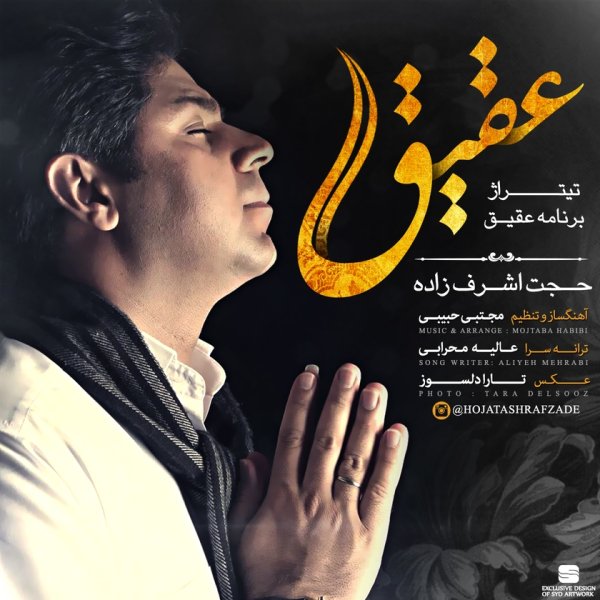 عقیق
تیتراژ
برنامه عقیق
حجت اشرف زاده
آهنگساز و تنظیم مجتبی حبیبی
MUSIC & ARRANGE : MOJTABA HABIBI
ترانه سرا عالیه محرابی
SONG WRITER: ALIYEH MEHRABI
عکس تارا دلسوز
PHOTO : TARA DELSOOZ
@HOJATASHRAFZADE
EXCLUSIVE DESIGN
OF SYD ARTWORK